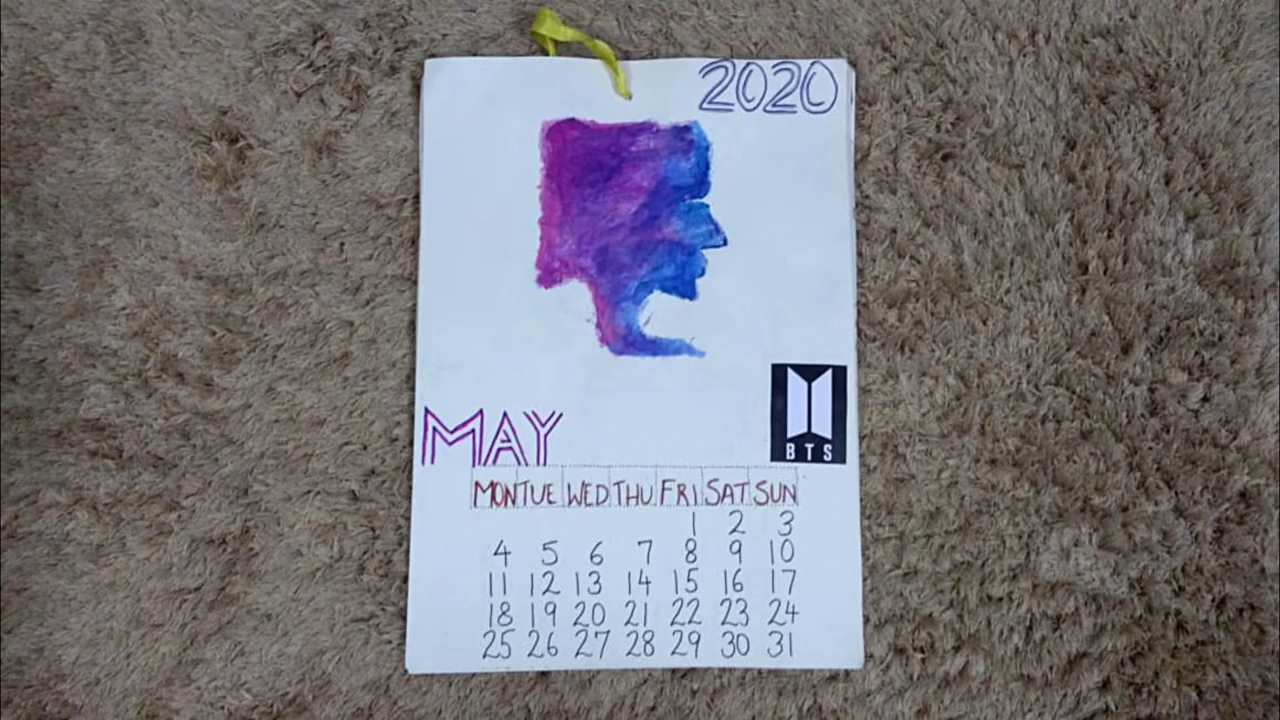 2020
MAY
BTS
MON TUE WED THU FRI SAT SUN
1 2 3
4 5 6 7 8 9 10
11 12 13 14 15 16 17
18 19 20 21 22 23 24
25 26 27 28 29 30 31